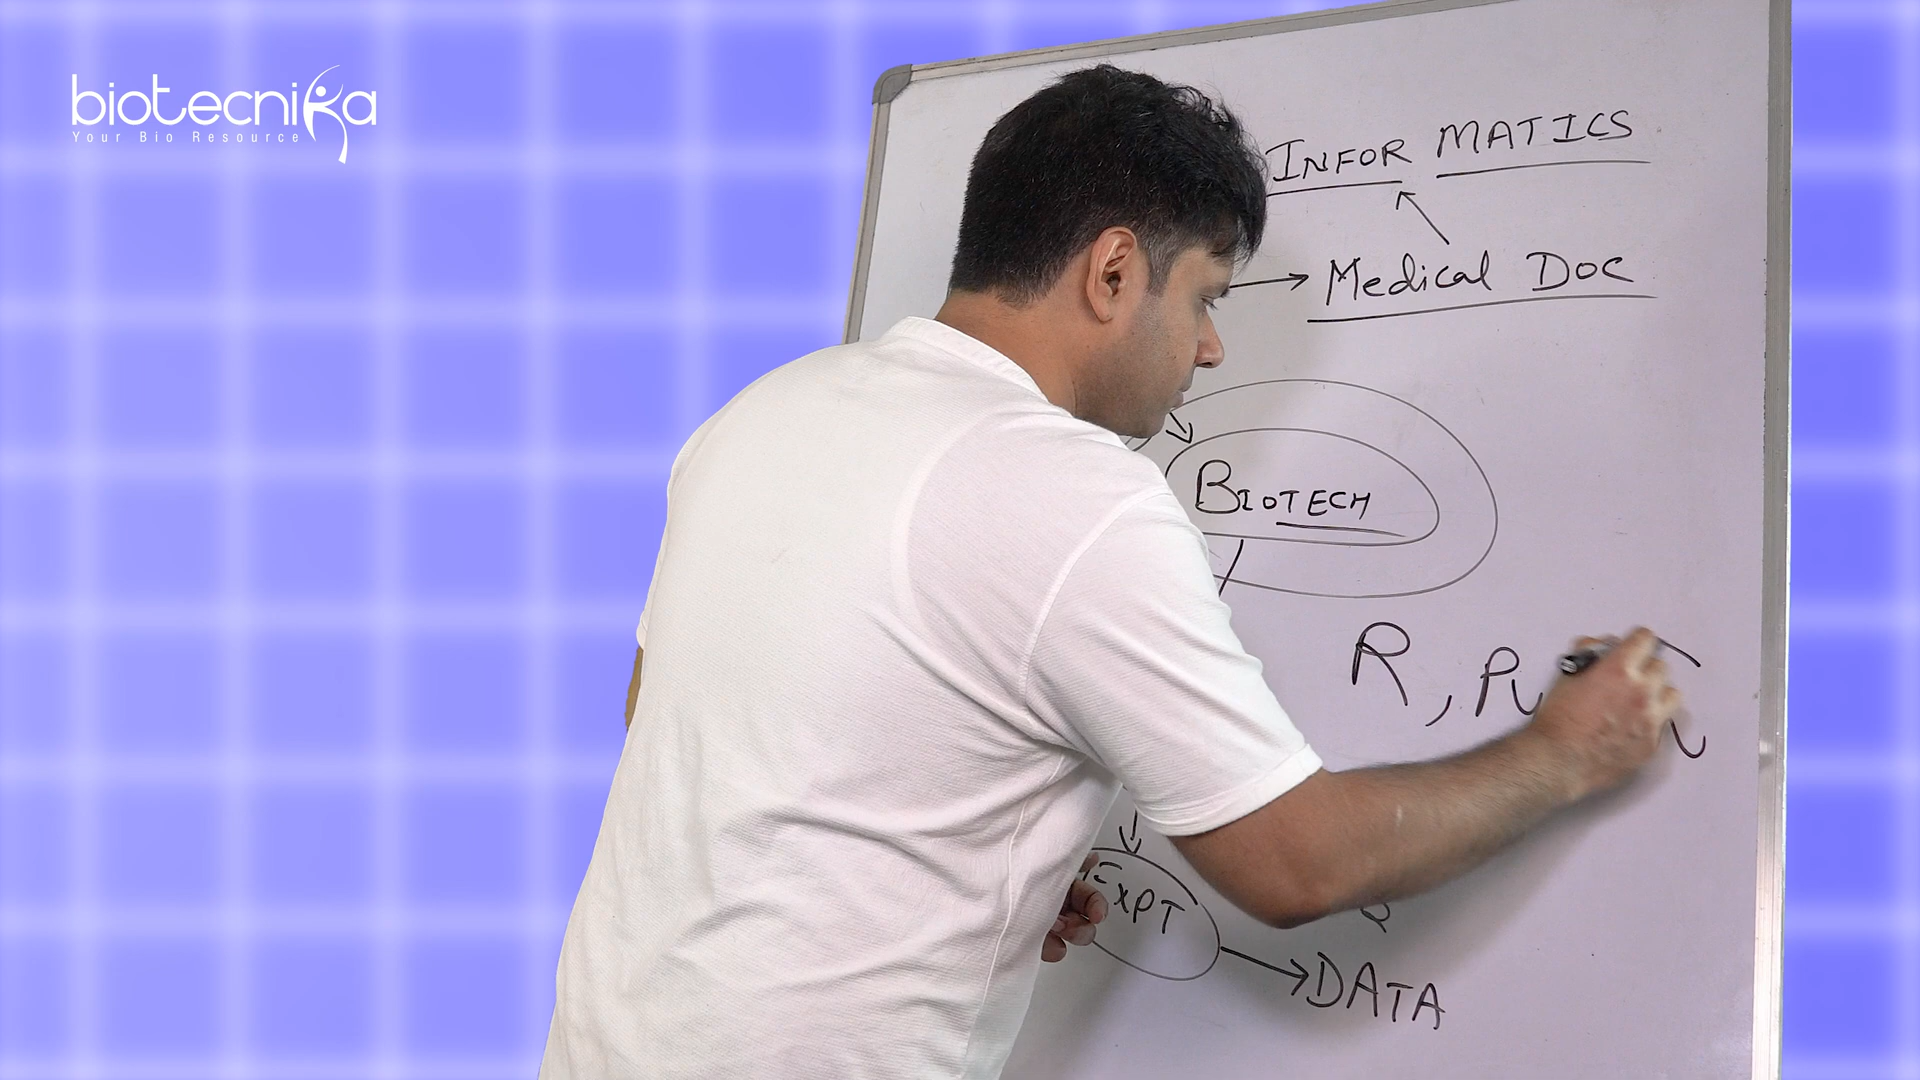 biotecnika
Your Bio Resource
INFOR MATICS
Medical Doc
BIOTECH
R,
EXPT
DATA